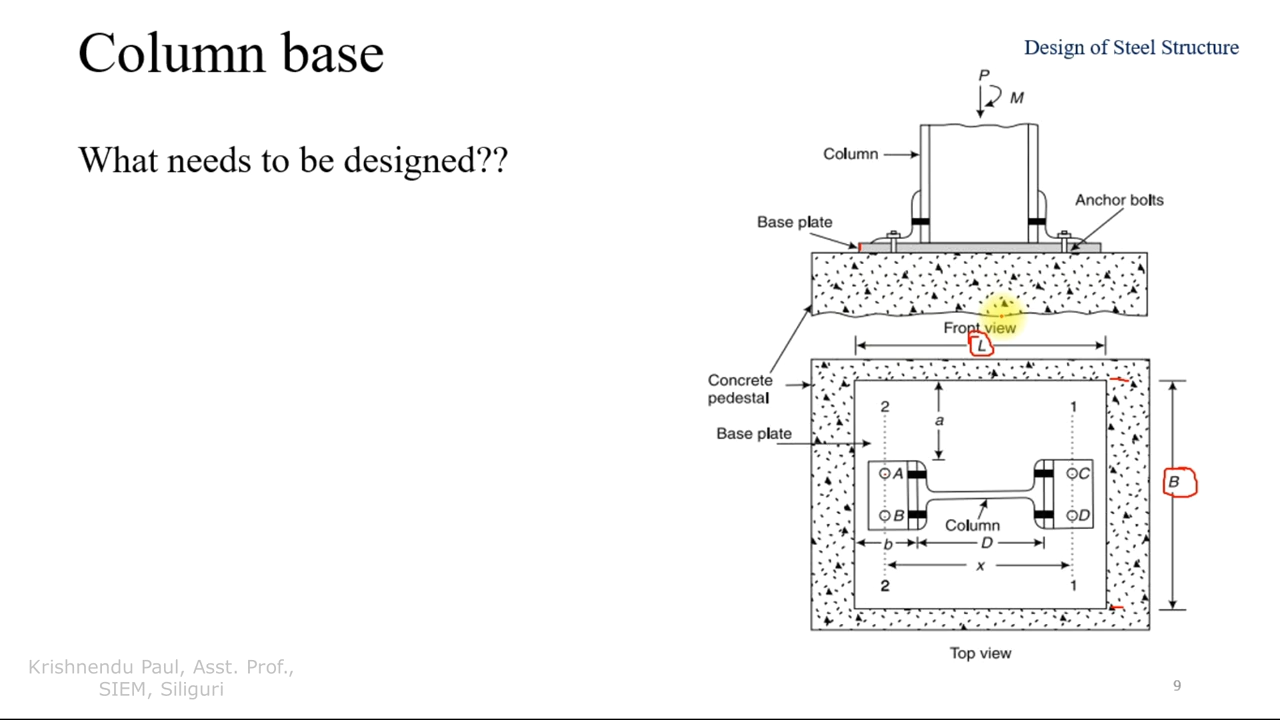 Column base
Design of Steel Structure
What needs to be designed??
P
M
Column
Anchor bolts
Base plate
Front view
L
Concrete
pedestal
2
1
a
Base plate
A
C
B
B
D
Column
b
D
x
2
1
Top view
Krishnendu Paul, Asst. Prof.,
SIEM, Siliguri
9